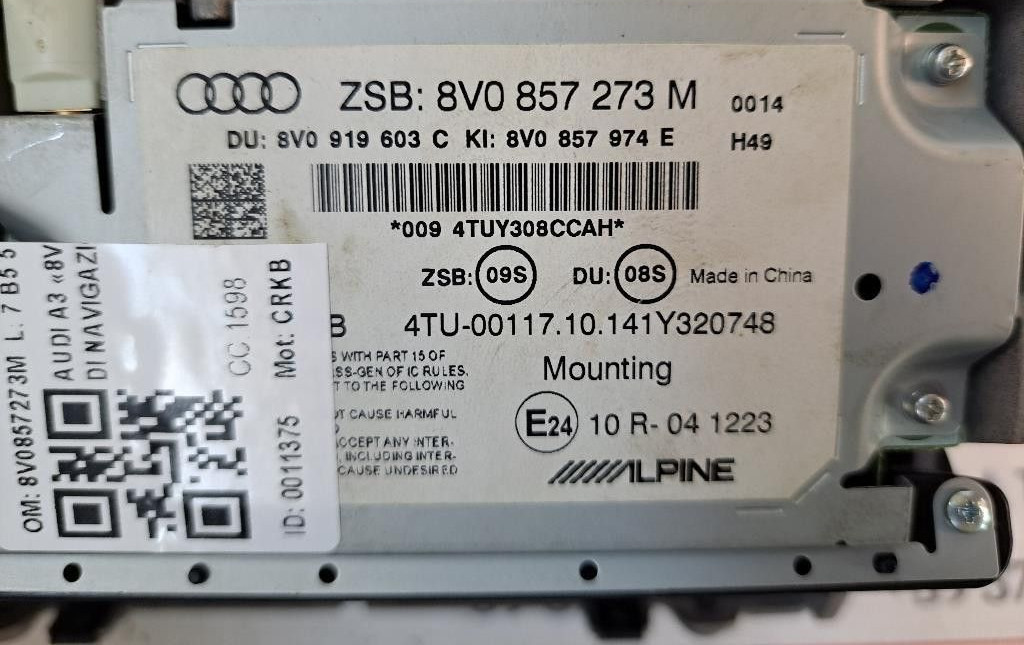 ZSB: 8V0 857 273 M 0014
DU: 8V0 919 603 C KI: 8V0 857 974 E H49
*009 4TUY308CCAH*
ZSB: 09S DU: 08S Made in China
B 4TU-00117.10.141Y320748
S WITH PART 15 OF
SS-GEN OF IC RULES.
T TO THE FOLLOWING
OT CAUSE HARMFUL
ACCEPT ANY INTER-
, INCLUDING INTER-
CAUSE UNDESIRED
Mounting
E24 10 R- 04 1223
ALPINE
OM: 8V0857273M L: 7 B5 5
AUDI A3 «8V
DI NAVIGAZI
CC 1598
ID: 0011375 Mot: CRKB